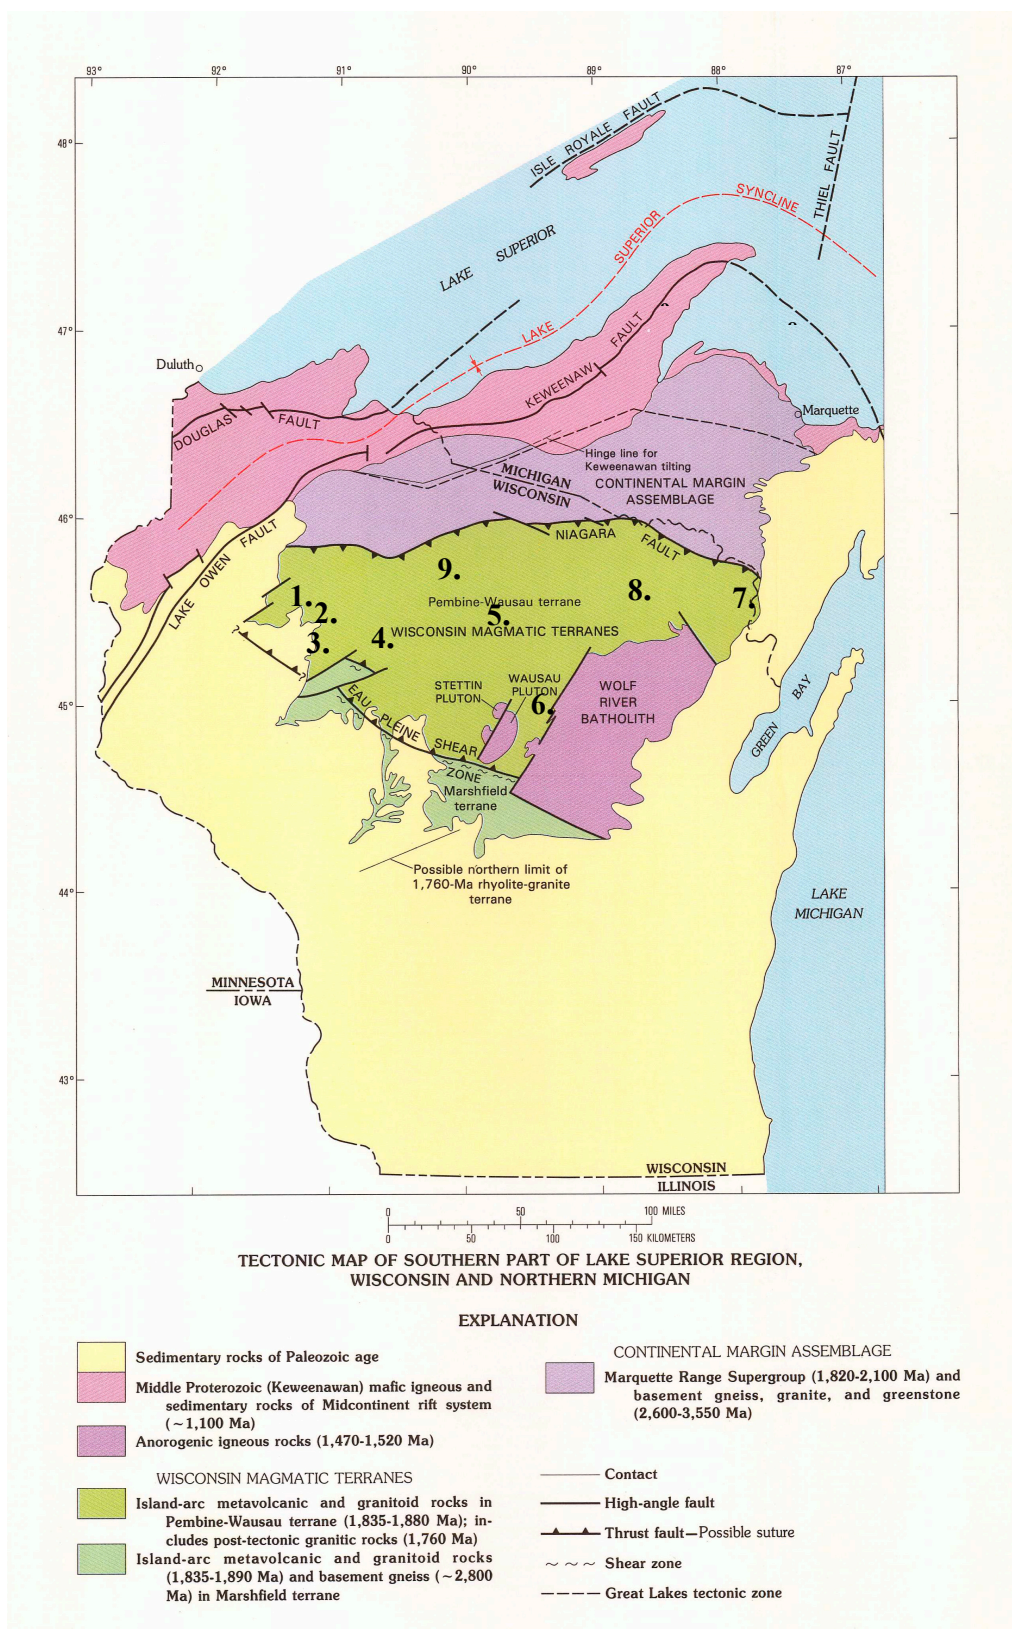 93°
92°
91°
90°
89°
88°
87°
48°
47°
46°
45°
44°
43°
ISLE ROYALE FAULT
THIEL FAULT
SYNCLINE
SUPERIOR
LAKE
LAKE SUPERIOR
KEWEENAW FAULT
Duluth
DOUGLAS FAULT
Marquette
Hinge line for
Keweenawan tilting
MICHIGAN
WISCONSIN
CONTINENTAL MARGIN
ASSEMBLAGE
NIAGARA FAULT
LAKE OWEN FAULT
9.
1.
2.
3.
4.
5.
6.
7.
8.
Pembine-Wausau terrane
WISCONSIN MAGMATIC TERRANES
?
?
STETTIN
PLUTON
WAUSAU
PLUTON
WOLF
RIVER
BATHOLITH
EAU PLEINE SHEAR
ZONE
Marshfield
terrane
GREEN BAY
Possible northern limit of
1,760-Ma rhyolite-granite
terrane
LAKE
MICHIGAN
MINNESOTA
IOWA
WISCONSIN
ILLINOIS
0 50 100 MILES
0 50 100 150 KILOMETERS
TECTONIC MAP OF SOUTHERN PART OF LAKE SUPERIOR REGION,
WISCONSIN AND NORTHERN MICHIGAN
EXPLANATION
Sedimentary rocks of Paleozoic age
Middle Proterozoic (Keweenawan) mafic igneous and
sedimentary rocks of Midcontinent rift system
(~1,100 Ma)
Anorogenic igneous rocks (1,470-1,520 Ma)
WISCONSIN MAGMATIC TERRANES
Island-arc metavolcanic and granitoid rocks in
Pembine-Wausau terrane (1,835-1,880 Ma); in-
cludes post-tectonic granitic rocks (1,760 Ma)
Island-arc metavolcanic and granitoid rocks
(1,835-1,890 Ma) and basement gneiss (~2,800
Ma) in Marshfield terrane
CONTINENTAL MARGIN ASSEMBLAGE
Marquette Range Supergroup (1,820-2,100 Ma) and
basement gneiss, granite, and greenstone
(2,600-3,550 Ma)
Contact
High-angle fault
Thrust fault—Possible suture
Shear zone
Great Lakes tectonic zone